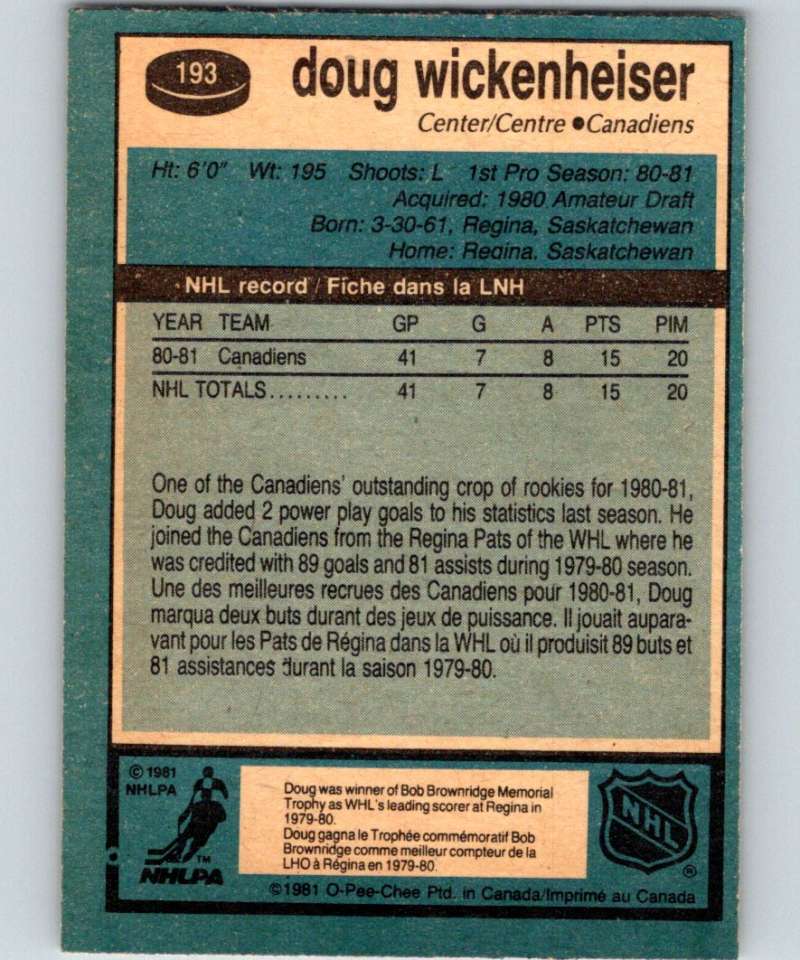 193
doug wickenheiser
Center/Centre ●Canadiens
Ht: 6'0" Wt: 195 Shoots: L 1st Pro Season: 80-81
Acquired: 1980 Amateur Draft
Born: 3-30-61, Regina, Saskatchewan
Home: Regina, Saskatchewan
NHL record / Fiche dans la LNH
YEAR TEAM GP G A PTS PIM
80-81 Canadiens 41 7 8 15 20
NHL TOTALS......... 41 7 8 15 20
One of the Canadiens' outstanding crop of rookies for 1980-81,
Doug added 2 power play goals to his statistics last season. He
joined the Canadiens from the Regina Pats of the WHL where he
was credited with 89 goals and 81 assists during 1979-80 season.
Une des meilleures recrues des Canadiens pour 1980-81, Doug
marqua deux buts durant des jeux de puissance. Il jouait aupara-
vant pour les Pats de Régina dans la WHL où il produisit 89 buts et
81 assistances durant la saison 1979-80.
© 1981
NHLPA
TM
NHLPA
Doug was winner of Bob Brownridge Memorial
Trophy as WHL's leading scorer at Regina in
1979-80.
Doug gagna le Trophée commémoratif Bob
Brownridge comme meilleur compteur de la
LHO à Régina en 1979-80.
NHL
®
©1981 O-Pee-Chee Ptd. in Canada/Imprimé au Canada